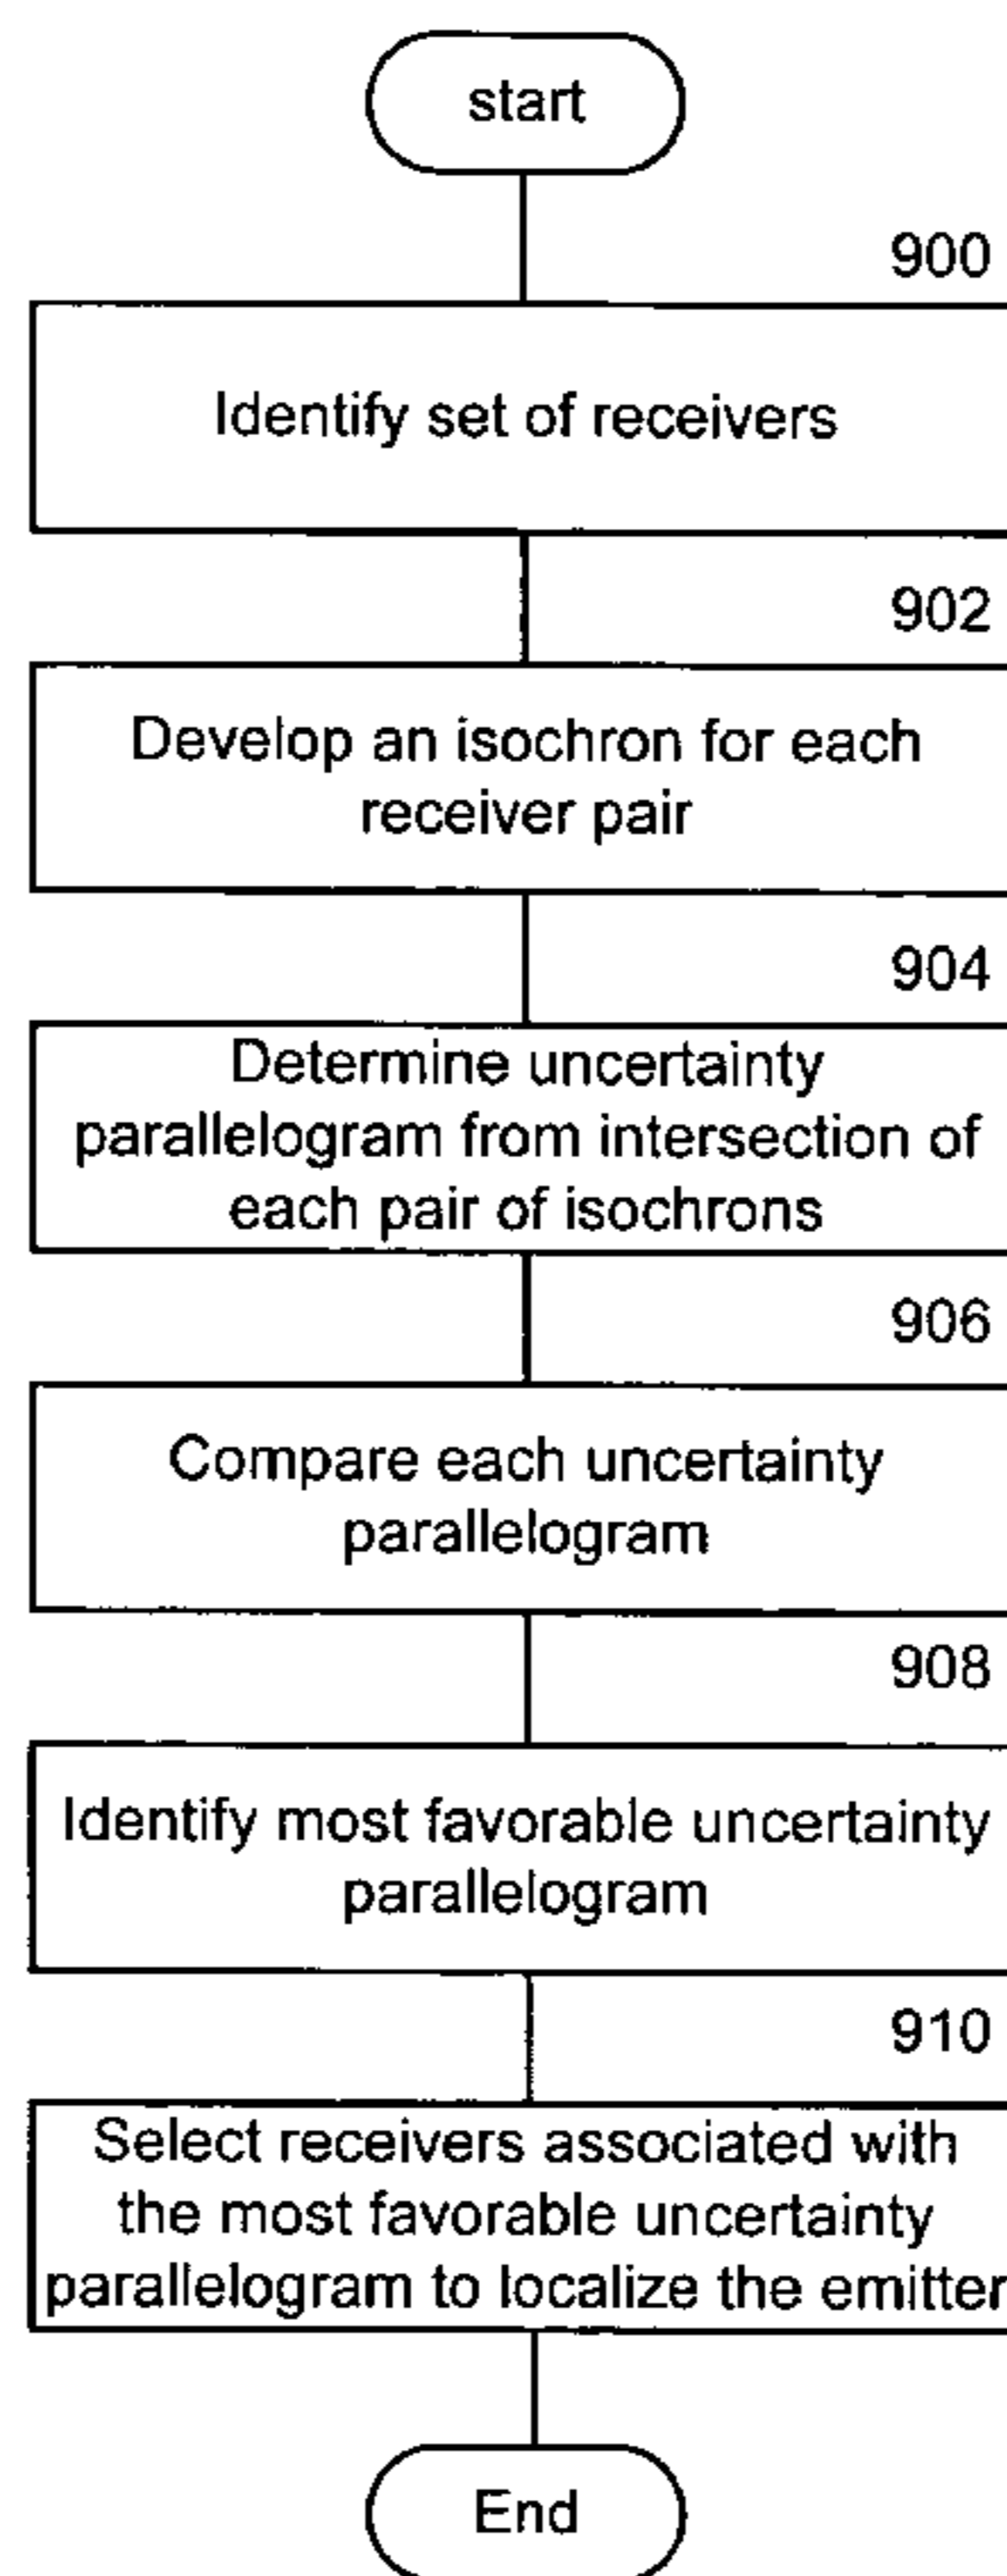 start
900
Identify set of receivers
902
Develop an isochron for each
receiver pair
904
Determine uncertainty
parallelogram from intersection of
each pair of isochrons
906
Compare each uncertainty
parallelogram
908
Identify most favorable uncertainty
parallelogram
910
Select receivers associated with
the most favorable uncertainty
parallelogram to localize the emitter
End